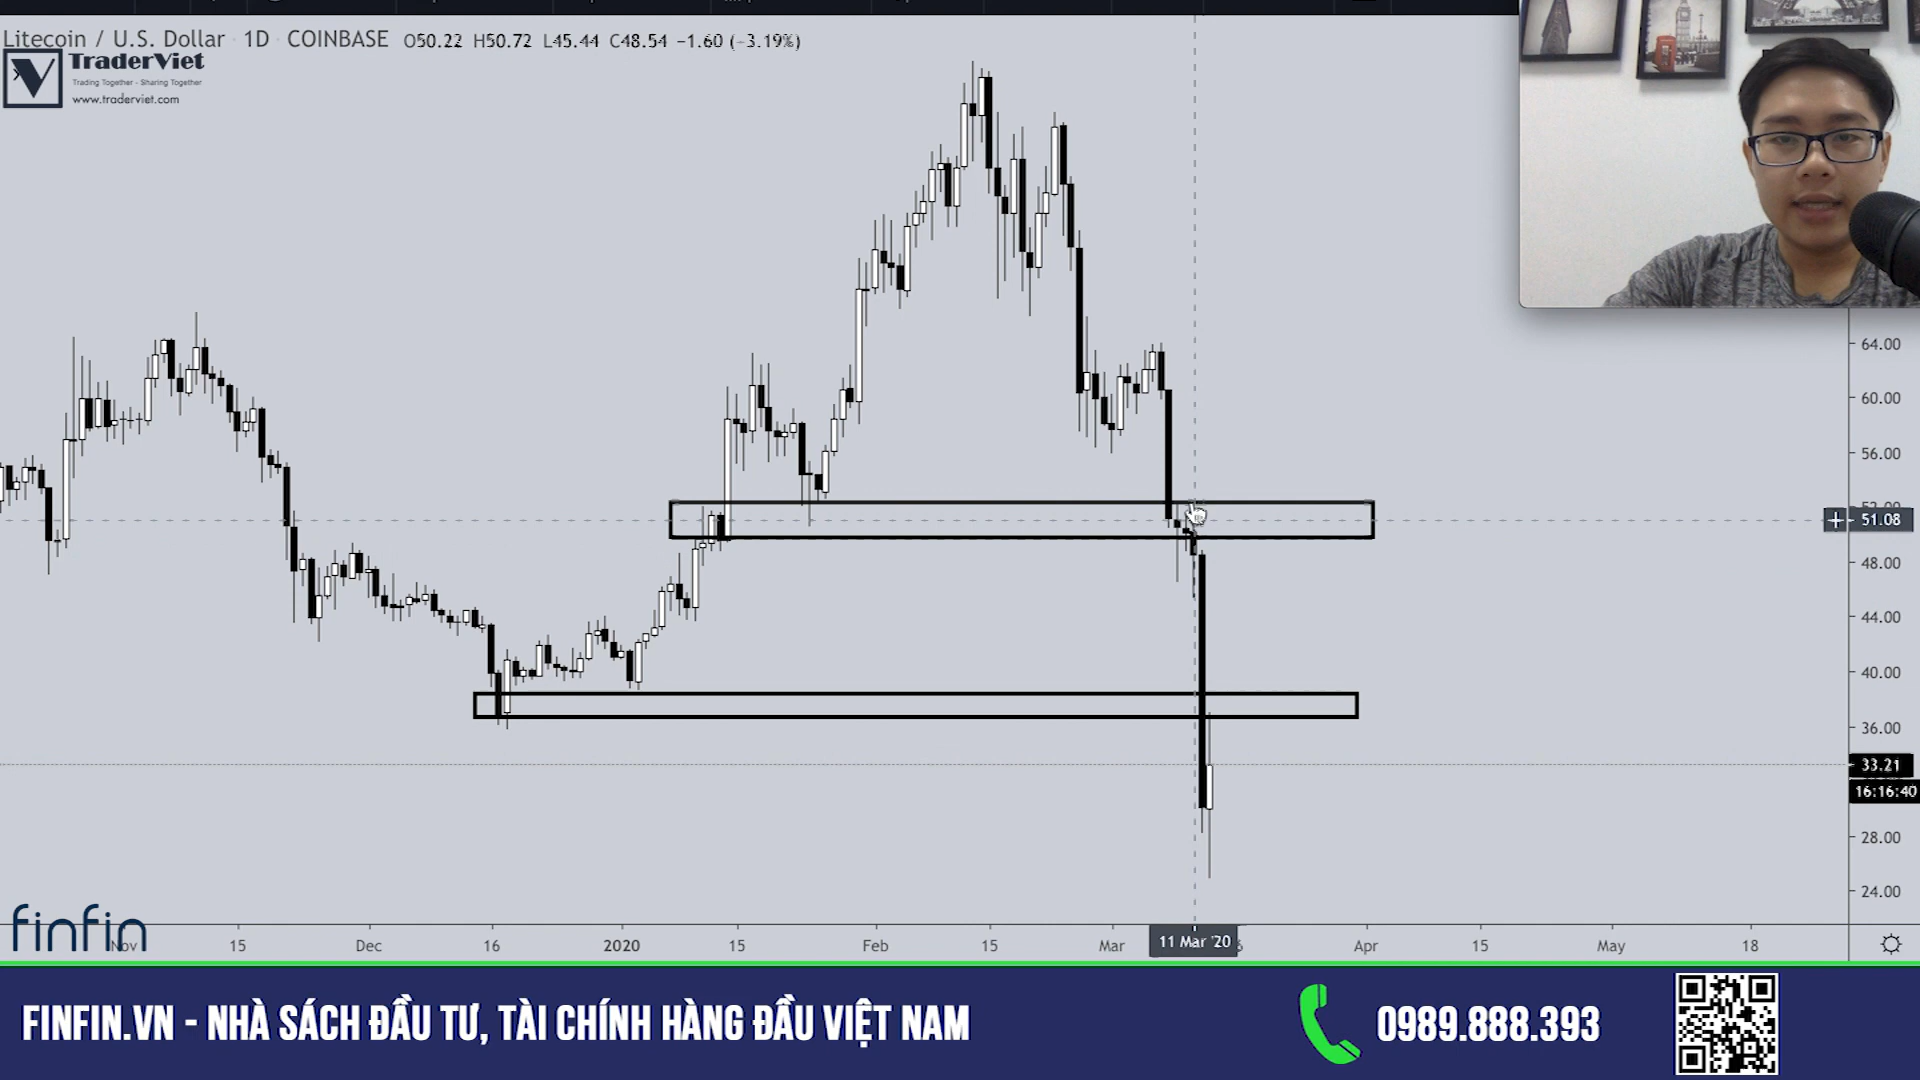 Litecoin / U.S. Dollar · 1D · COINBASE O50.22 H50.72 L45.44 C48.54 −1.60 (−3.19%)
TraderViet
Trading Together - Sharing Together
www.traderviet.com
64.00
60.00
56.00
51.08
48.00
44.00
40.00
36.00
33.21
16:16:40
28.00
24.00
finfin
Nov 15 Dec 16 2020 15 Feb 15 Mar 11 Mar '20 Apr 15 May 18
FINFIN.VN - NHÀ SÁCH ĐẦU TƯ, TÀI CHÍNH HÀNG ĐẦU VIỆT NAM
0989.888.393